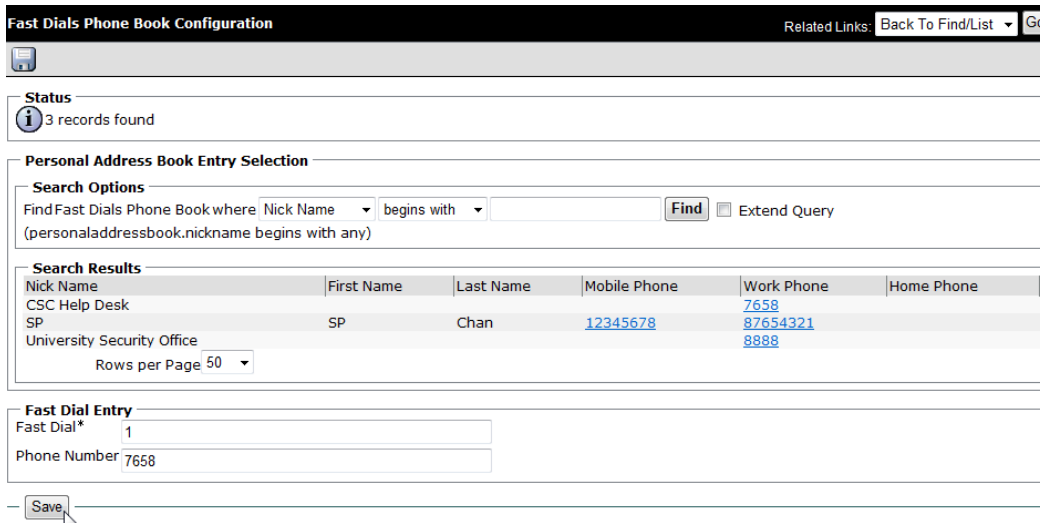 Fast Dials Phone Book Configuration Related Links: Back To Find/List
Status
3 records found
Personal Address Book Entry Selection
Search Options
Find Fast Dials Phone Book where Nick Name begins with Find Extend Query
(personaladdressbook.nickname begins with any)
Search Results
Nick Name First Name Last Name Mobile Phone Work Phone Home Phone
CSC Help Desk 7658
SP SP Chan 12345678 87654321
University Security Office 8888
Rows per Page 50
Fast Dial Entry
Fast Dial* 1
Phone Number 7658
Save